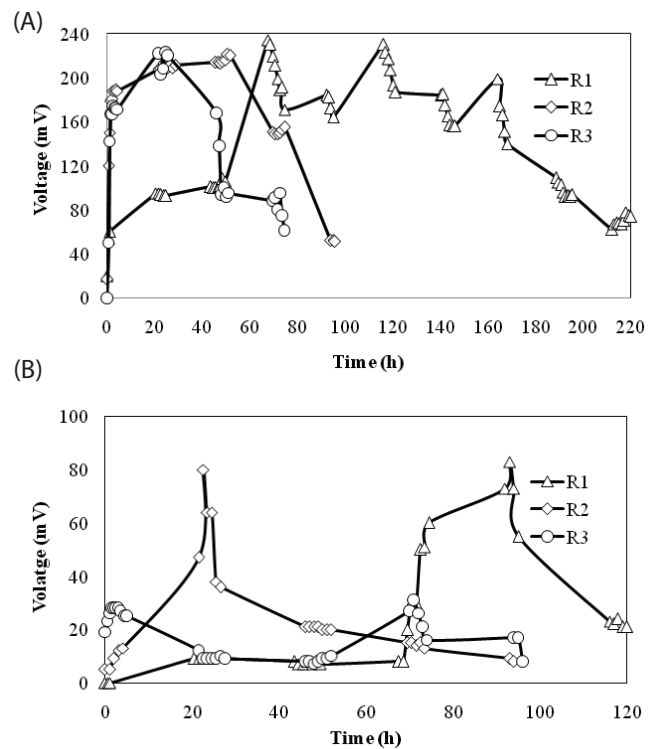 (A)
240
200
160
120
80
40
0
Voltage (mV)
R1
R2
R3
0 20 40 60 80 100 120 140 160 180 200 220
Time (h)
(B)
100
80
60
40
20
0
Volatge (mV)
R1
R2
R3
0 20 40 60 80 100 120
Time (h)